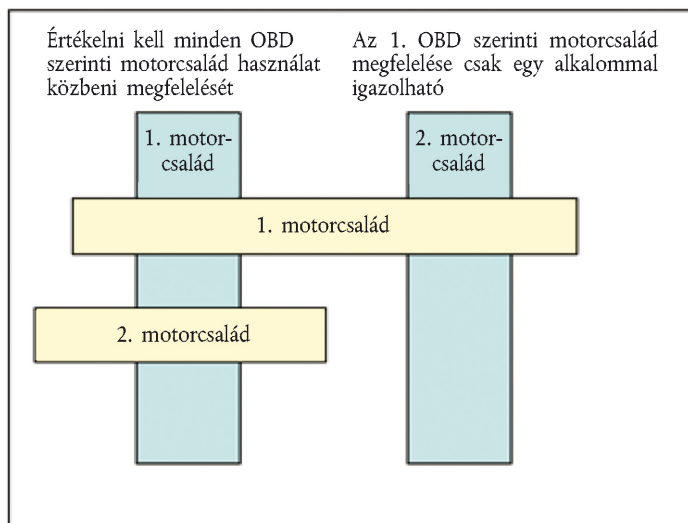 Értékelni kell minden OBD
szerinti motorcsalád használat
közbeni megfelelését
Az 1. OBD szerinti motorcsalád
megfelelése csak egy alkalommal
igazolható
1. motor-
család
2. motor-
család
1. motorcsalád
2. motorcsalád